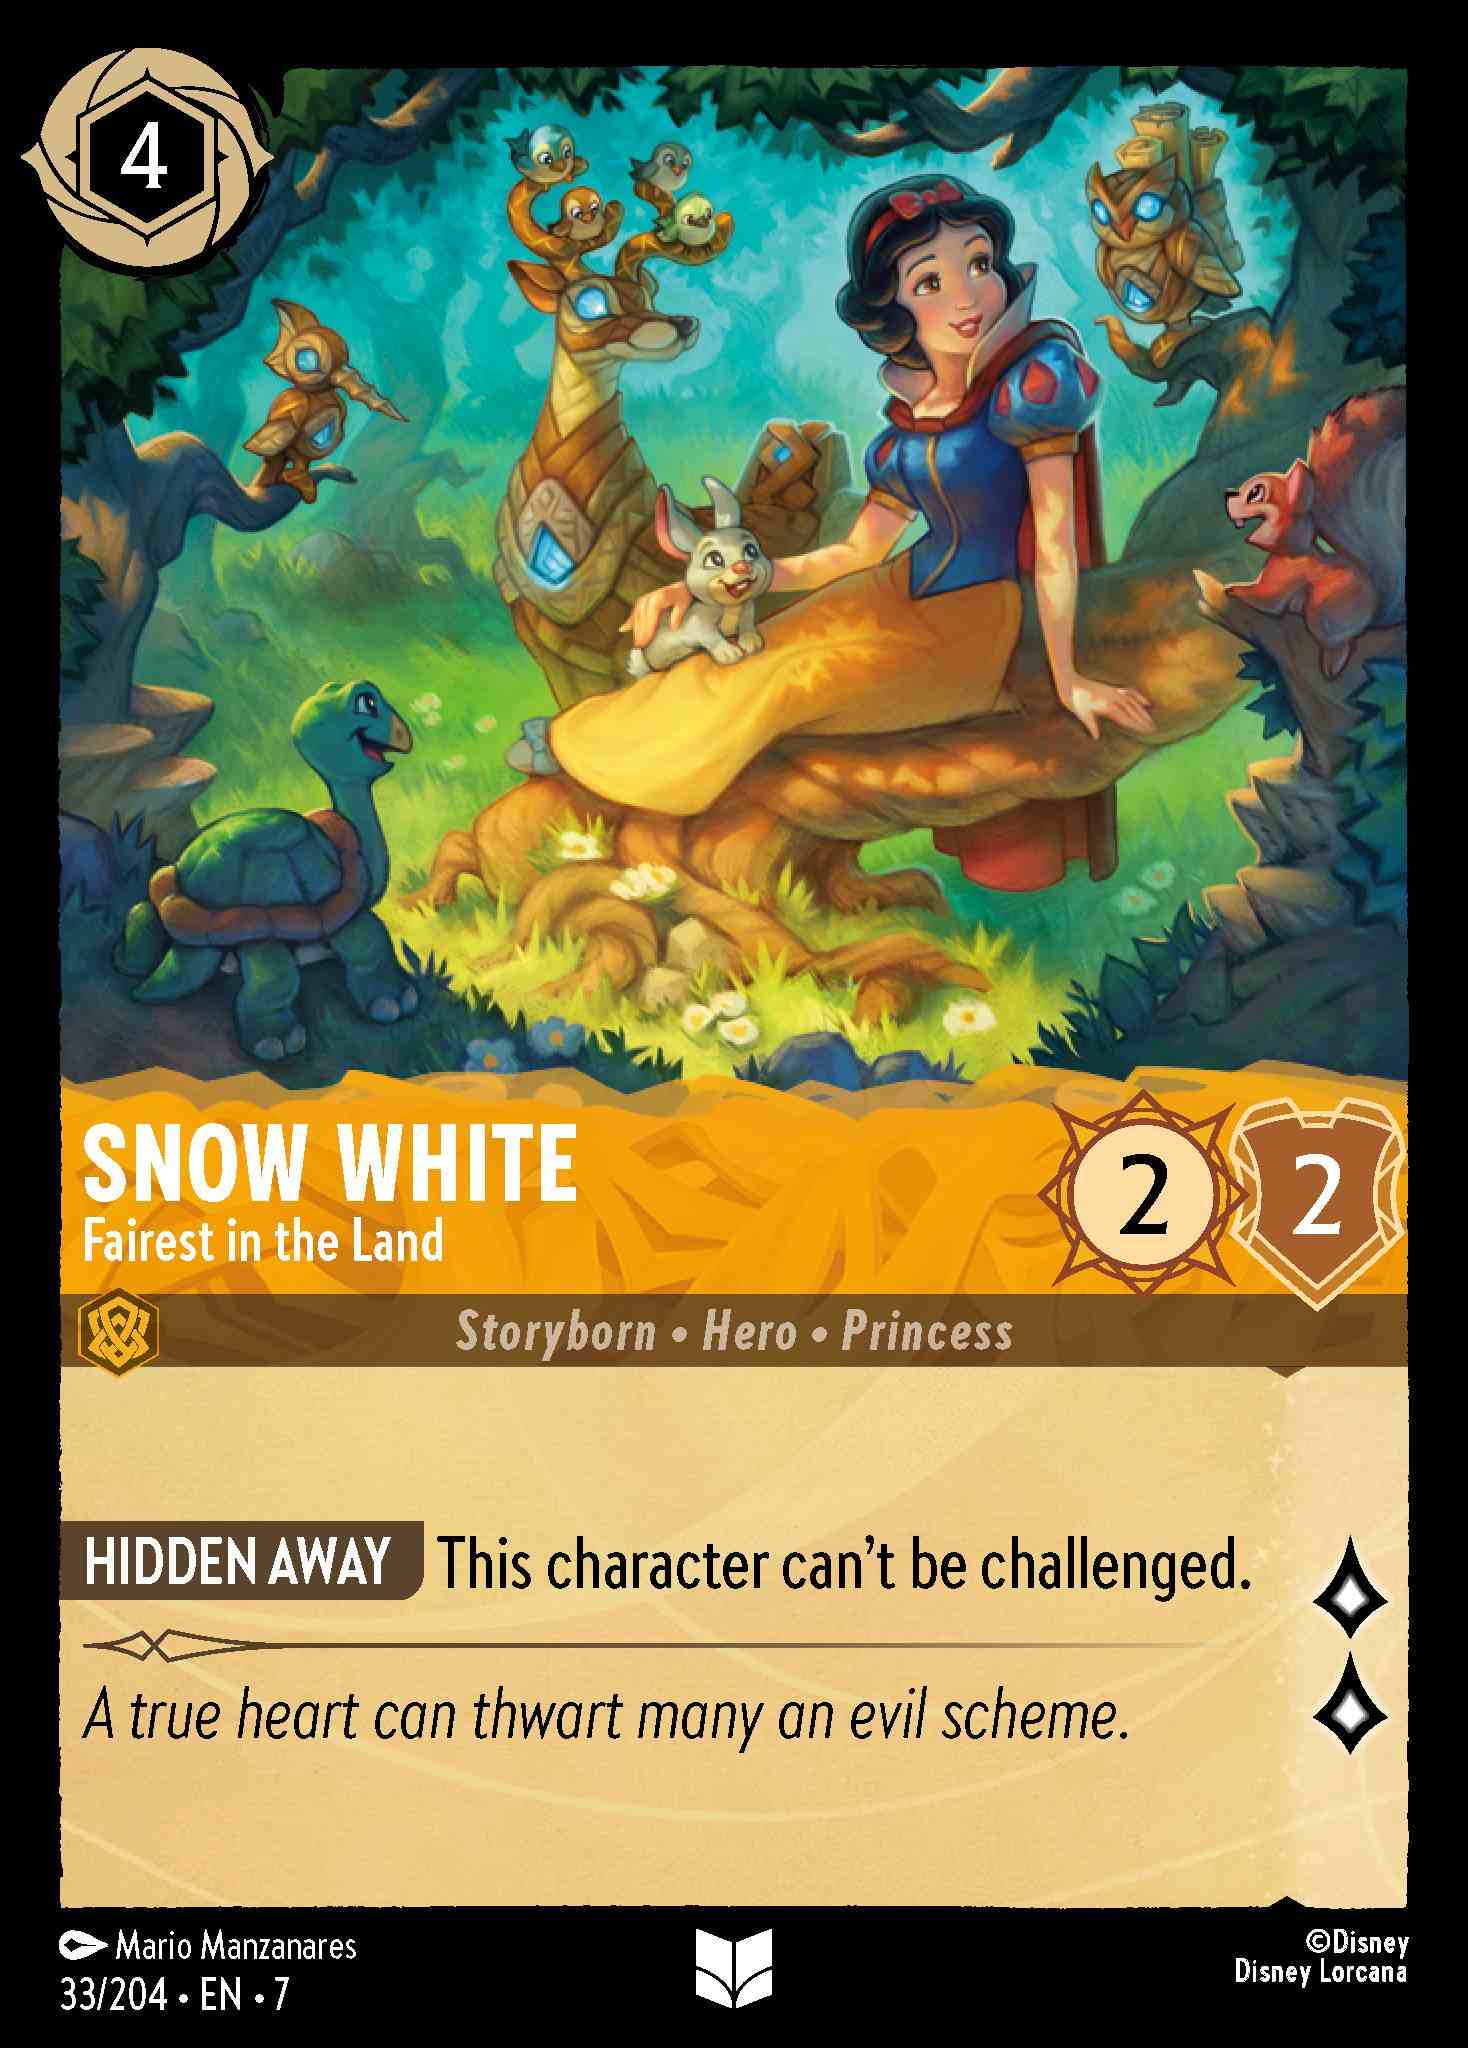 4
SNOW WHITE
Fairest in the Land
2
2
Storyborn • Hero • Princess
HIDDEN AWAY This character can’t be challenged.
A true heart can thwart many an evil scheme.
Mario Manzanares
33/204 • EN • 7
©Disney
Disney Lorcana